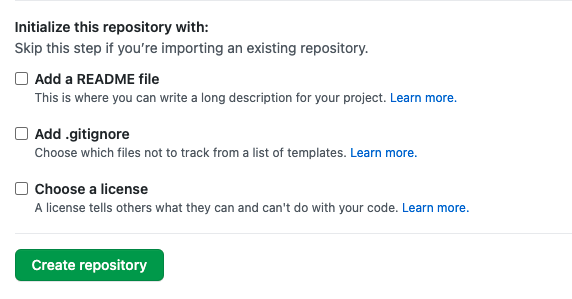 Initialize this repository with:
Skip this step if you’re importing an existing repository.
Add a README file
This is where you can write a long description for your project. Learn more.
Add .gitignore
Choose which files not to track from a list of templates. Learn more.
Choose a license
A license tells others what they can and can't do with your code. Learn more.
Create repository